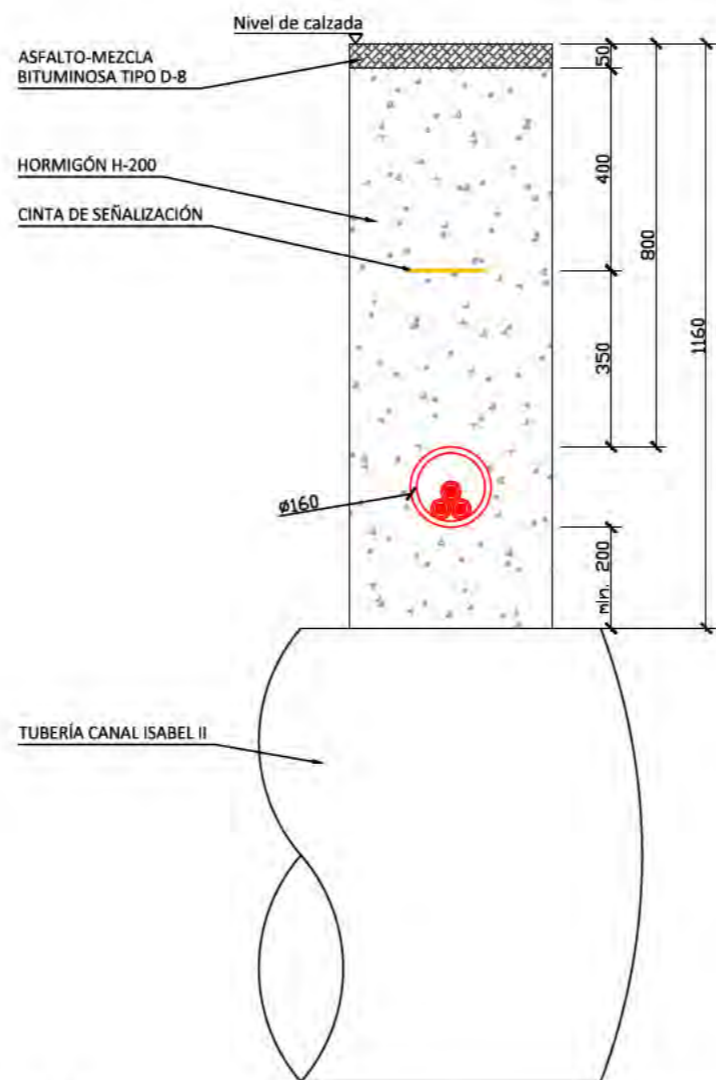 Nivel de calzada
ASFALTO-MEZCLA
BITUMINOSA TIPO D-8
HORMIGÓN H-200
CINTA DE SEÑALIZACIÓN
50
400
800
1160
350
ø160
min. 200
TUBERÍA CANAL ISABEL II